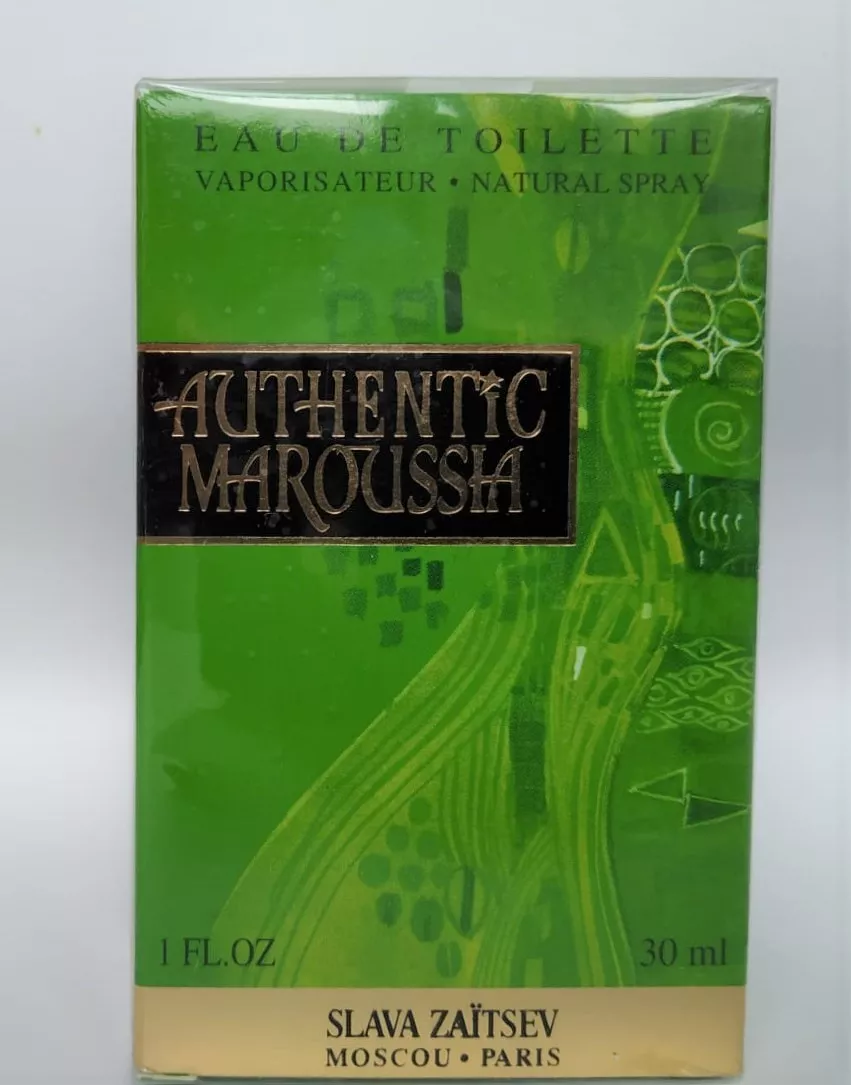 EAU DE TOILETTE
VAPORISATEUR • NATURAL SPRAY
AUTHENTiC
MAROUSSIA
1 FL.OZ 30 ml
SLAVA ZAÏTSEV
MOSCOU • PARIS